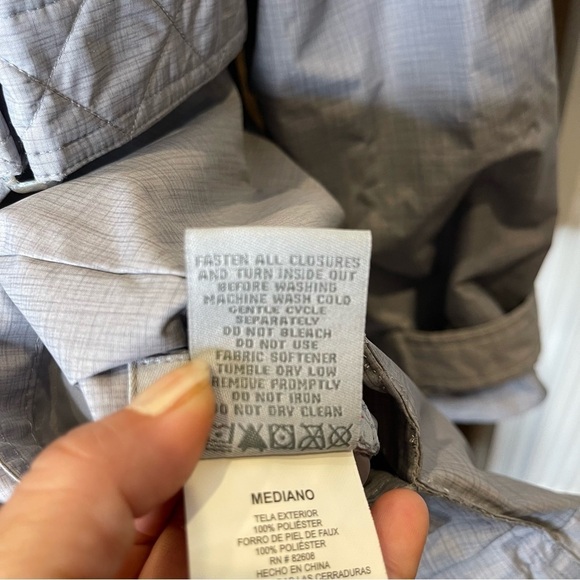 FASTEN ALL CLOSURES
AND TURN INSIDE OUT
BEFORE WASHING
MACHINE WASH COLD
GENTLE CYCLE
SEPARATELY
DO NOT BLEACH
DO NOT USE
FABRIC SOFTENER
TUMBLE DRY LOW
REMOVE PROMPTLY
DO NOT IRON
DO NOT DRY CLEAN
MEDIANO
TELA EXTERIOR
100% POLIÉSTER
FORRO DE PIEL DE FAUX
100% POLIÉSTER
RN # 82608
HECHO EN CHINA
LAS CERRADURAS